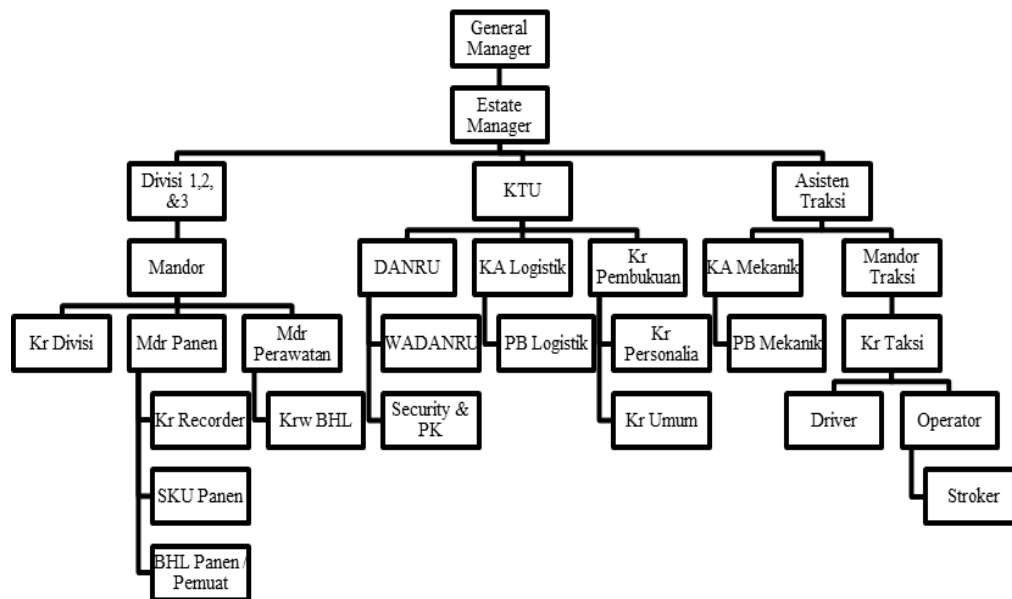 General
Manager
Estate
Manager
Divisi 1,2,
&3
KTU
Asisten
Traksi
Mandor
DANRU
KA Logistik
Kr
Pembukuan
KA Mekanik
Mandor
Traksi
Kr Divisi
Mdr Panen
Mdr
Perawatan
WADANRU
PB Logistik
Kr
Personalia
PB Mekanik
Kr Taksi
Kr Recorder
Krw BHL
Security &
PK
Kr Umum
Driver
Operator
SKU Panen
Stroker
BHL Panen /
Pemuat